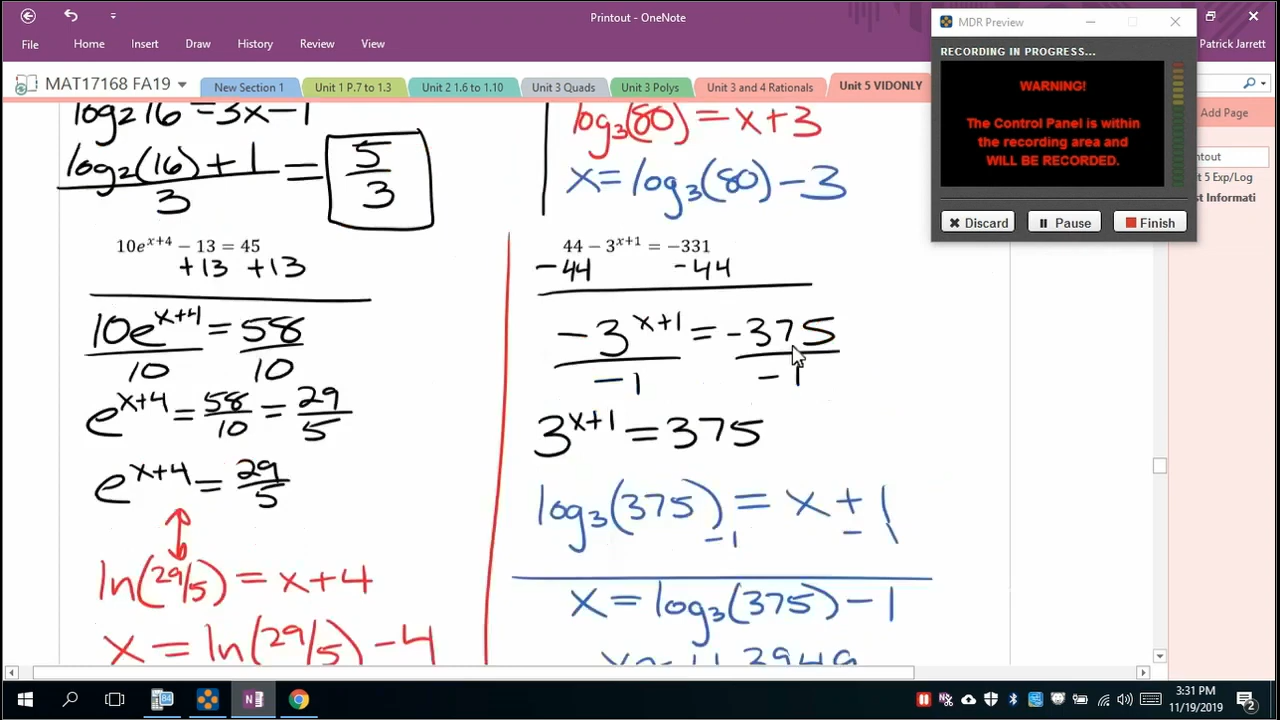 Printout - OneNote
Patrick Jarrett
File Home Insert Draw History Review View
MAT17168 FA19
New Section 1
Unit 1 P.7 to 1.3
Unit 2 1.6 to 1.10
Unit 3 Quads
Unit 3 Polys
Unit 3 and 4 Rationals
Unit 5 VIDONLY
Add Page
ntout
t 5 Exp/Log
st Informati
MDR Preview
RECORDING IN PROGRESS...
WARNING!
The Control Panel is within
the recording area and
WILL BE RECORDED.
Discard
Pause
Finish
log₂16 = 3x-1
log₂(16)+1
3
= 5
3
10e^{x+4} − 13 = 45
+13 +13
10e^{x+4} = 58
10 10
e^{x+4} = 58/10 = 29/5
e^{x+4} = 29/5
ln(29/5) = x+4
x = ln(29/5) - 4
log₃(80) = x+3
x = log₃(80) - 3
44 − 3^{x+1} = −331
-44 -44
-3^{x+1} = -375
-1 -1
3^{x+1} = 375
log₃(375) = x + 1
-1 -1
x = log₃(375) - 1
3:31 PM
11/19/2019
2